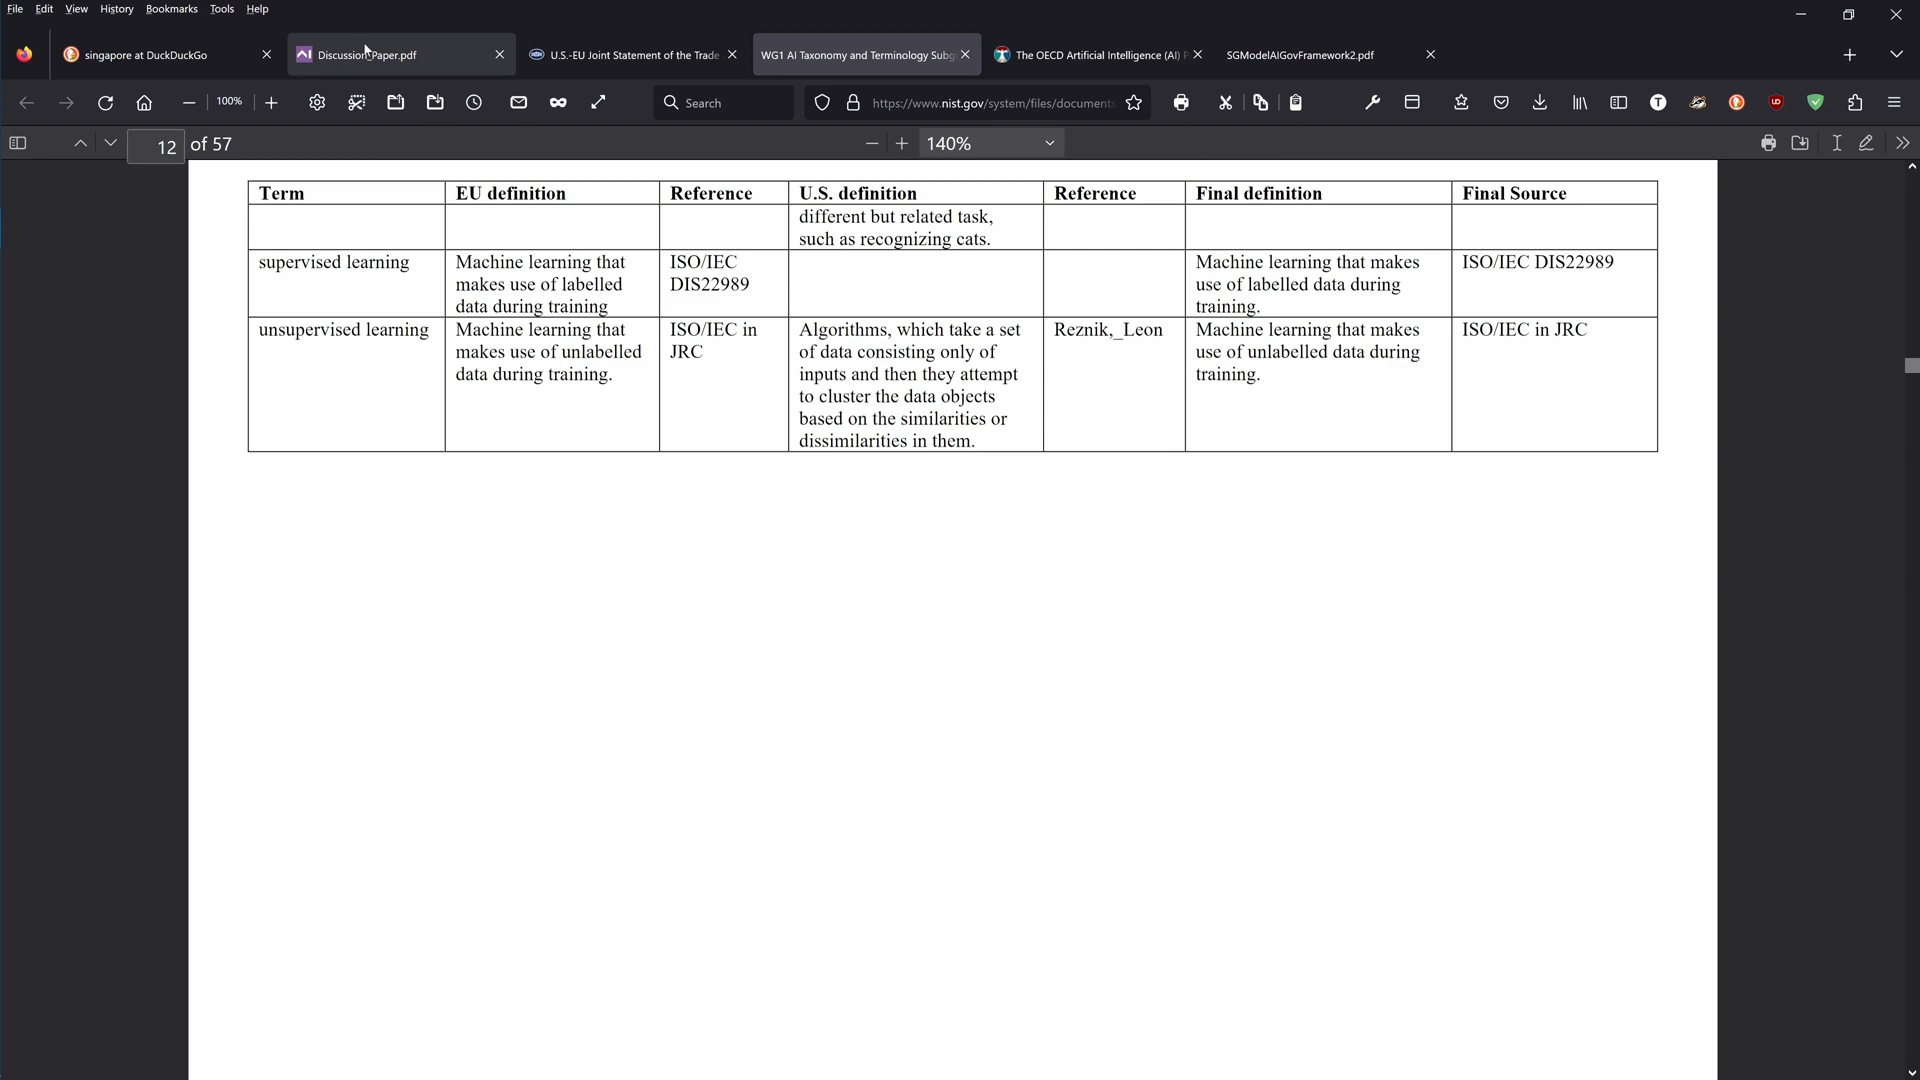 File Edit View History Bookmarks Tools Help
singapore at DuckDuckGo
Discussion_Paper.pdf
U.S.-EU Joint Statement of the Trade
WG1 AI Taxonomy and Terminology Subg
The OECD Artificial Intelligence (AI) P
SGModelAIGovFramework2.pdf
100%
Search
https://www.nist.gov/system/files/documents
12 of 57
140%
Term EU definition Reference U.S. definition Reference Final definition Final Source
different but related task,
such as recognizing cats.
supervised learning
Machine learning that
makes use of labelled
data during training
ISO/IEC
DIS22989
Machine learning that makes
use of labelled data during
training.
ISO/IEC DIS22989
unsupervised learning
Machine learning that
makes use of unlabelled
data during training.
ISO/IEC in
JRC
Algorithms, which take a set
of data consisting only of
inputs and then they attempt
to cluster the data objects
based on the similarities or
dissimilarities in them.
Reznik,_Leon
Machine learning that makes
use of unlabelled data during
training.
ISO/IEC in JRC